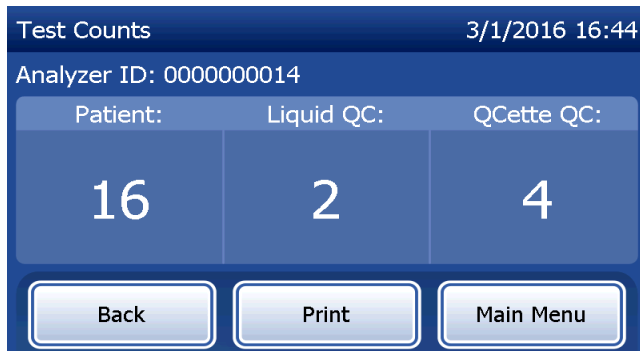 Test Counts 3/1/2016 16:44
Analyzer ID: 0000000014
Patient: Liquid QC: QCette QC:
16 2 4
Back Print Main Menu